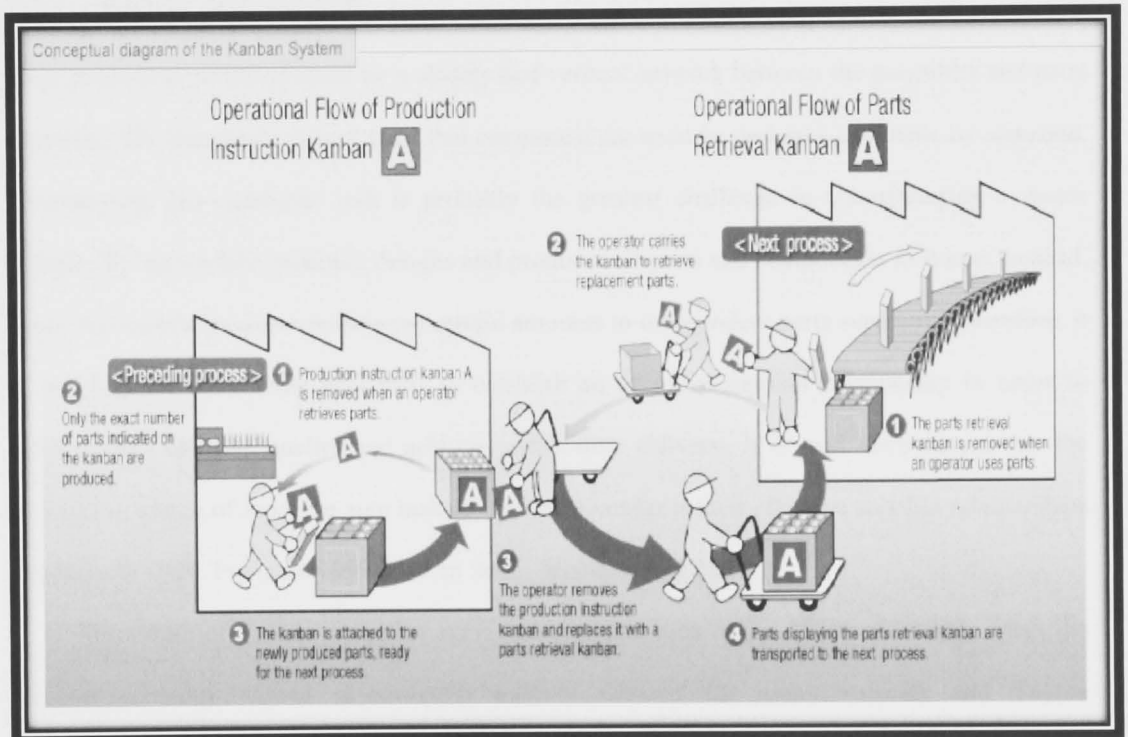 Conceptual diagram of the Kanban System
Operational Flow of Production
Instruction Kanban A
Operational Flow of Parts
Retrieval Kanban A
<Preceding process>
1 Production instruction kanban A
is removed when an operator
retrieves parts.
2
Only the exact number
of parts indicated on
the kanban are
produced.
A
A
A
A
3 The kanban is attached to the
newly produced parts, ready
for the next process.
<Next process>
1 The parts retrieval
kanban is removed when
an operator uses parts.
2 The operator carries
the kanban to retrieve
replacement parts.
A
A
3
The operator removes
the production instruction
kanban and replaces it with a
parts retrieval kanban.
A
4 Parts displaying the parts retrieval kanban are
transported to the next process.